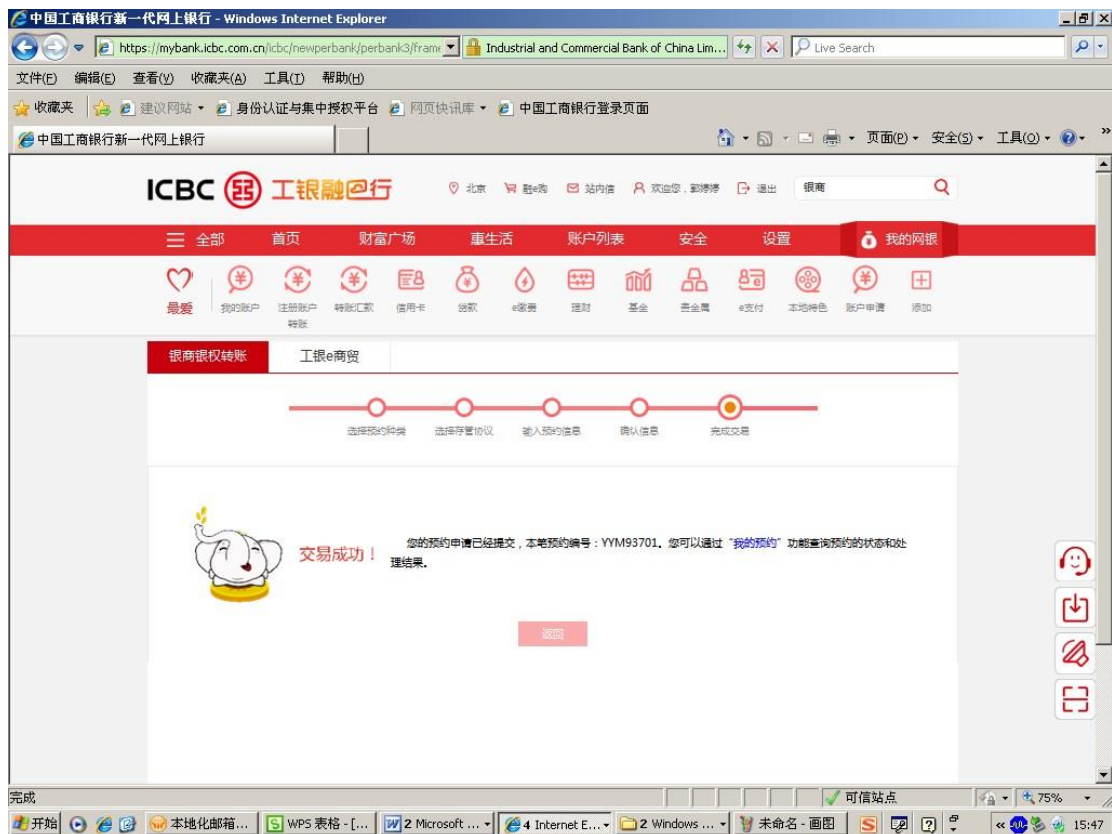 中国工商银行新一代网上银行 - Windows Internet Explorer
https://mybank.icbc.com.cn/icbc/newperbank/perbank3/frame
Industrial and Commercial Bank of China Lim...
Live Search
文件(F) 编辑(E) 查看(V) 收藏夹(A) 工具(T) 帮助(H)
收藏夹 建议网站 身份认证与集中授权平台 网页快讯库 中国工商银行登录页面
中国工商银行新一代网上银行
页面(P) 安全(S) 工具(O) »
ICBC 工银融e行
北京 融e购 站内信 欢迎您，郭婷婷 退出 银商
全部 首页 财富广场 惠生活 账户列表 安全 设置 我的网银
最爱 我的账户 注册账户 转账汇款 信用卡 贷款 e缴费 理财 基金 贵金属 e支付 本地特色 账户申请 添加
转账
银商银权转账 工银e商贸
选择预约种类 选择存管协议 输入预约信息 确认信息 完成交易
交易成功！ 您的预约申请已经提交，本笔预约编号：YYM93701。您可以通过“我的预约”功能查询预约的状态和处
理结果。
返回
完成 可信站点 75%
开始 本地化邮箱... WPS 表格 - [... 2 Microsoft ... 4 Internet E... 2 Windows ... 未命名 - 画图 « 15:47